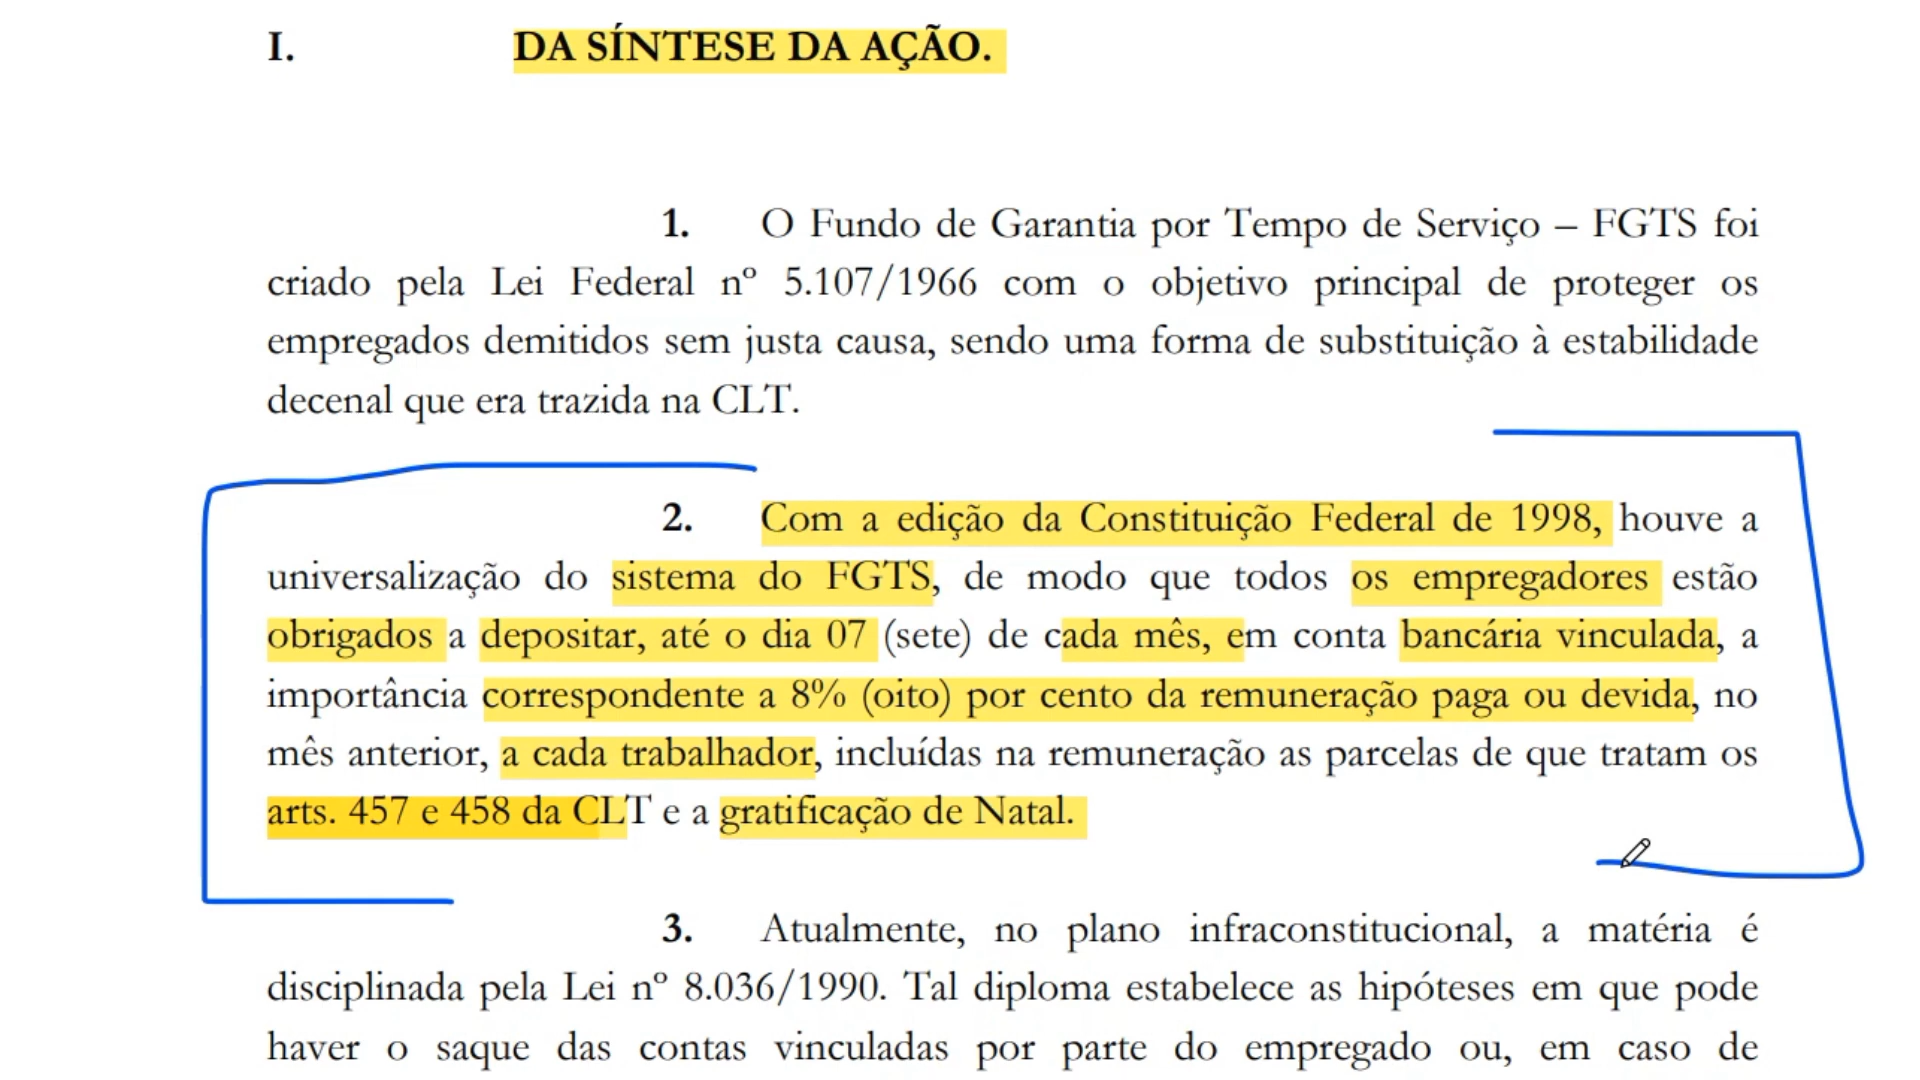 I. DA SÍNTESE DA AÇÃO.
1. O Fundo de Garantia por Tempo de Serviço – FGTS foi
criado pela Lei Federal nº 5.107/1966 com o objetivo principal de proteger os
empregados demitidos sem justa causa, sendo uma forma de substituição à estabilidade
decenal que era trazida na CLT.
2. Com a edição da Constituição Federal de 1998, houve a
universalização do sistema do FGTS, de modo que todos os empregadores estão
obrigados a depositar, até o dia 07 (sete) de cada mês, em conta bancária vinculada, a
importância correspondente a 8% (oito) por cento da remuneração paga ou devida, no
mês anterior, a cada trabalhador, incluídas na remuneração as parcelas de que tratam os
arts. 457 e 458 da CLT e a gratificação de Natal.
3. Atualmente, no plano infraconstitucional, a matéria é
disciplinada pela Lei nº 8.036/1990. Tal diploma estabelece as hipóteses em que pode
haver o saque das contas vinculadas por parte do empregado ou, em caso de